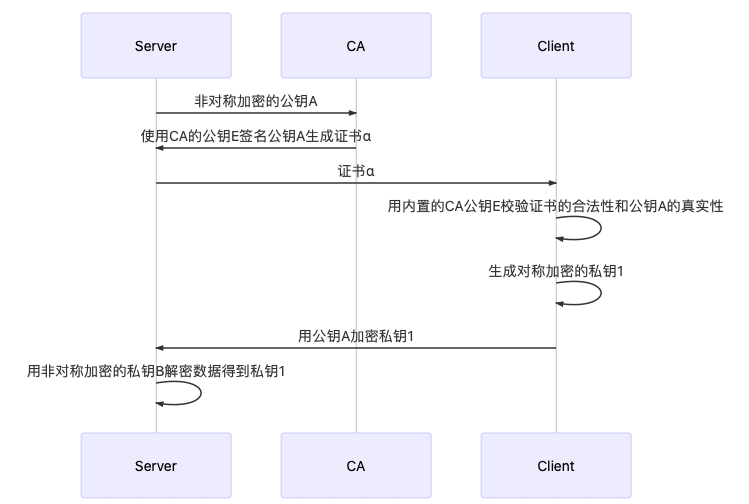 Server
CA
Client
非对称加密的公钥A
使用CA的公钥E签名公钥A生成证书α
证书α
用内置的CA公钥E校验证书的合法性和公钥A的真实性
生成对称加密的私钥1
用公钥A加密私钥1
用非对称加密的私钥B解密数据得到私钥1
Server
CA
Client